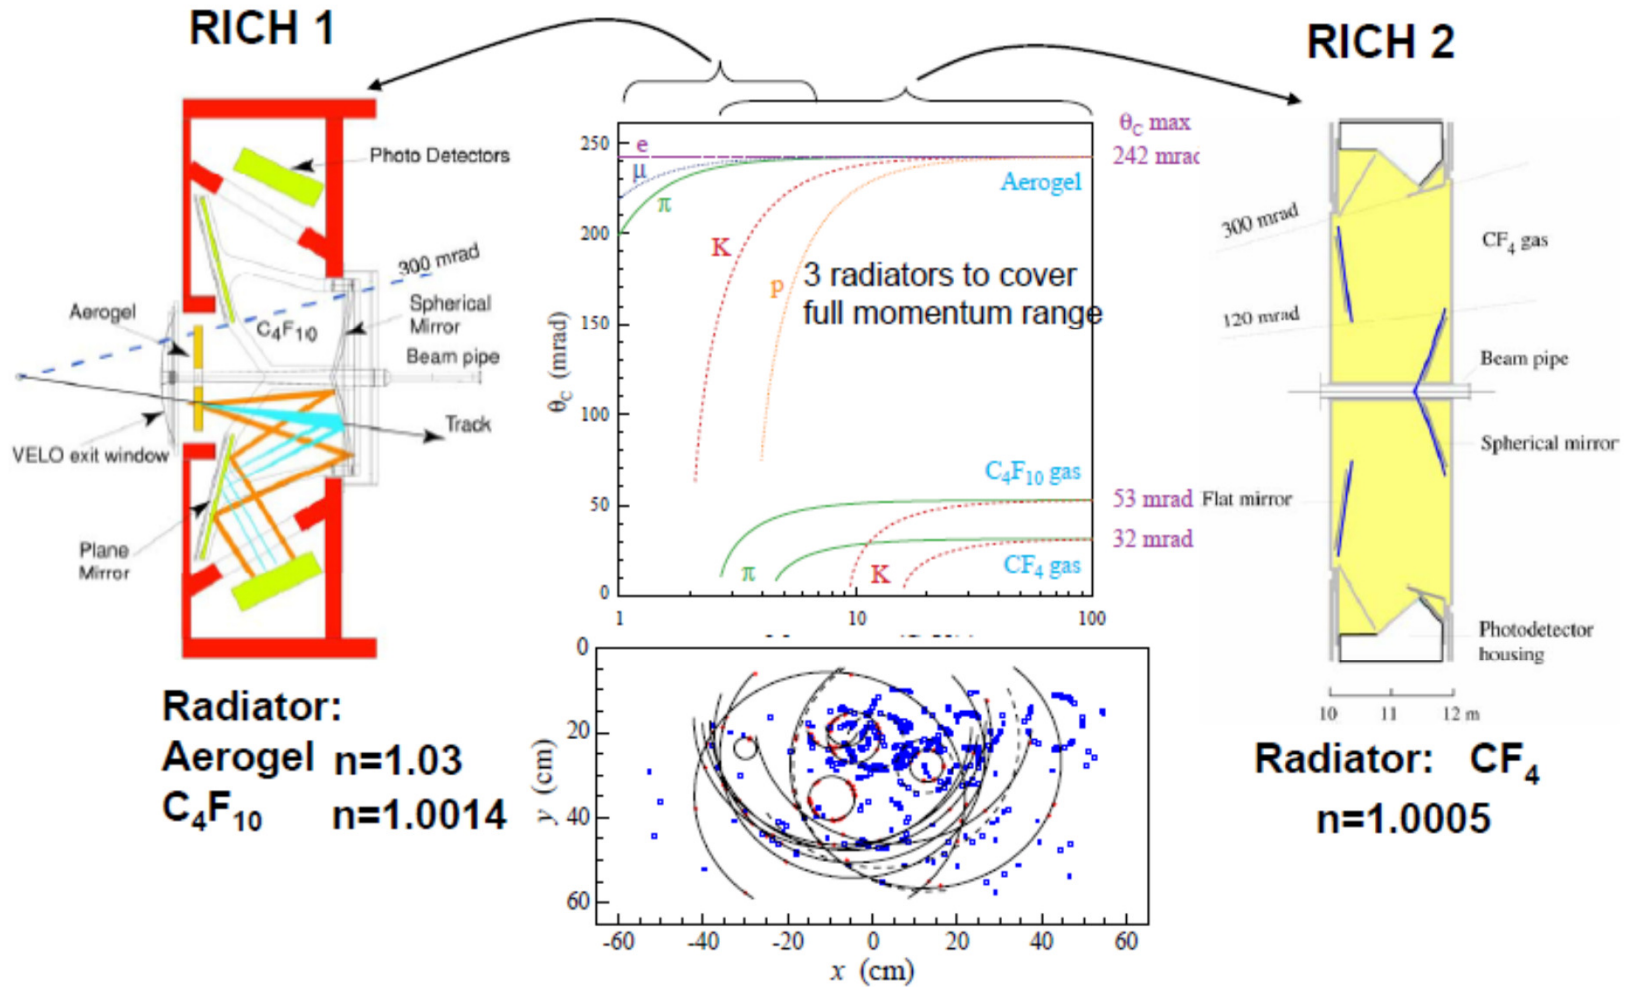 RICH 1
RICH 2
Photo Detectors
300 mrad
Aerogel
C4F10
Spherical
Mirror
Beam pipe
Track
VELO exit window
Plane
Mirror
Radiator:
Aerogel n=1.03
C4F10 n=1.0014
θC max
250
e
242 mrad
μ
Aerogel
π
200
K
p
3 radiators to cover
full momentum range
150
θC (mrad)
100
C4F10 gas
50
53 mrad
32 mrad
π
K
CF4 gas
0
1
10
100
0
20
40
60
y (cm)
-60
-40
-20
0
20
40
60
x (cm)
300 mrad
CF4 gas
120 mrad
Beam pipe
Spherical mirror
Flat mirror
Photodetector
housing
10
11
12 m
Radiator: CF4
n=1.0005